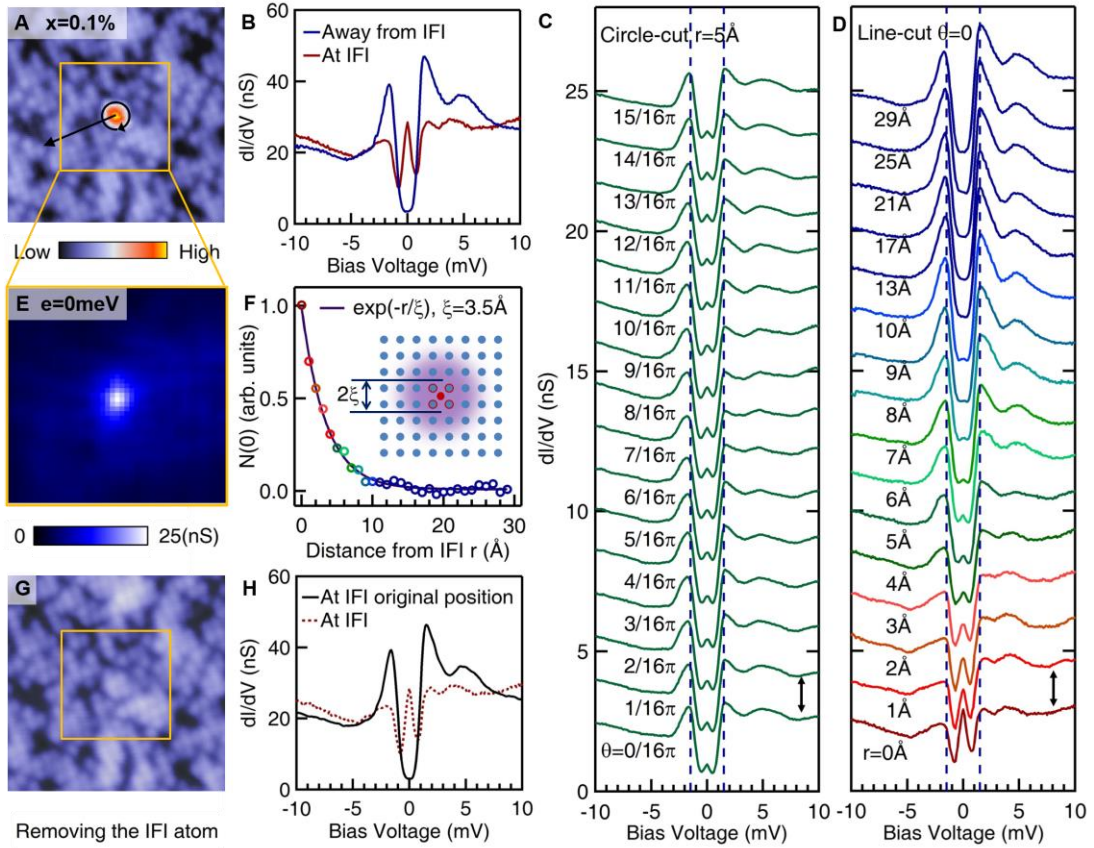 A x=0.1%
Low High
B
Away from IFI
At IFI
dI/dV (nS)
60
40
20
0
-10 -5 0 5 10
Bias Voltage (mV)
C
Circle-cut r=5Å
dI/dV (nS)
25
20
15
10
5
0
15/16π
14/16π
13/16π
12/16π
11/16π
10/16π
9/16π
8/16π
7/16π
6/16π
5/16π
4/16π
3/16π
2/16π
1/16π
θ=0/16π
-10 -5 0 5 10
Bias Voltage (mV)
D
Line-cut θ=0
29Å
25Å
21Å
17Å
13Å
10Å
9Å
8Å
7Å
6Å
5Å
4Å
3Å
2Å
1Å
r=0Å
-10 -5 0 5 10
Bias Voltage (mV)
E e=0meV
0 25(nS)
F
exp(-r/ξ), ξ=3.5Å
2ξ
N(0) (arb. units)
1.0
0.5
0.0
0 10 20 30
Distance from IFI r (Å)
G
Removing the IFI atom
H
At IFI original position
At IFI
dI/dV (nS)
60
40
20
0
-10 -5 0 5 10
Bias Voltage (mV)